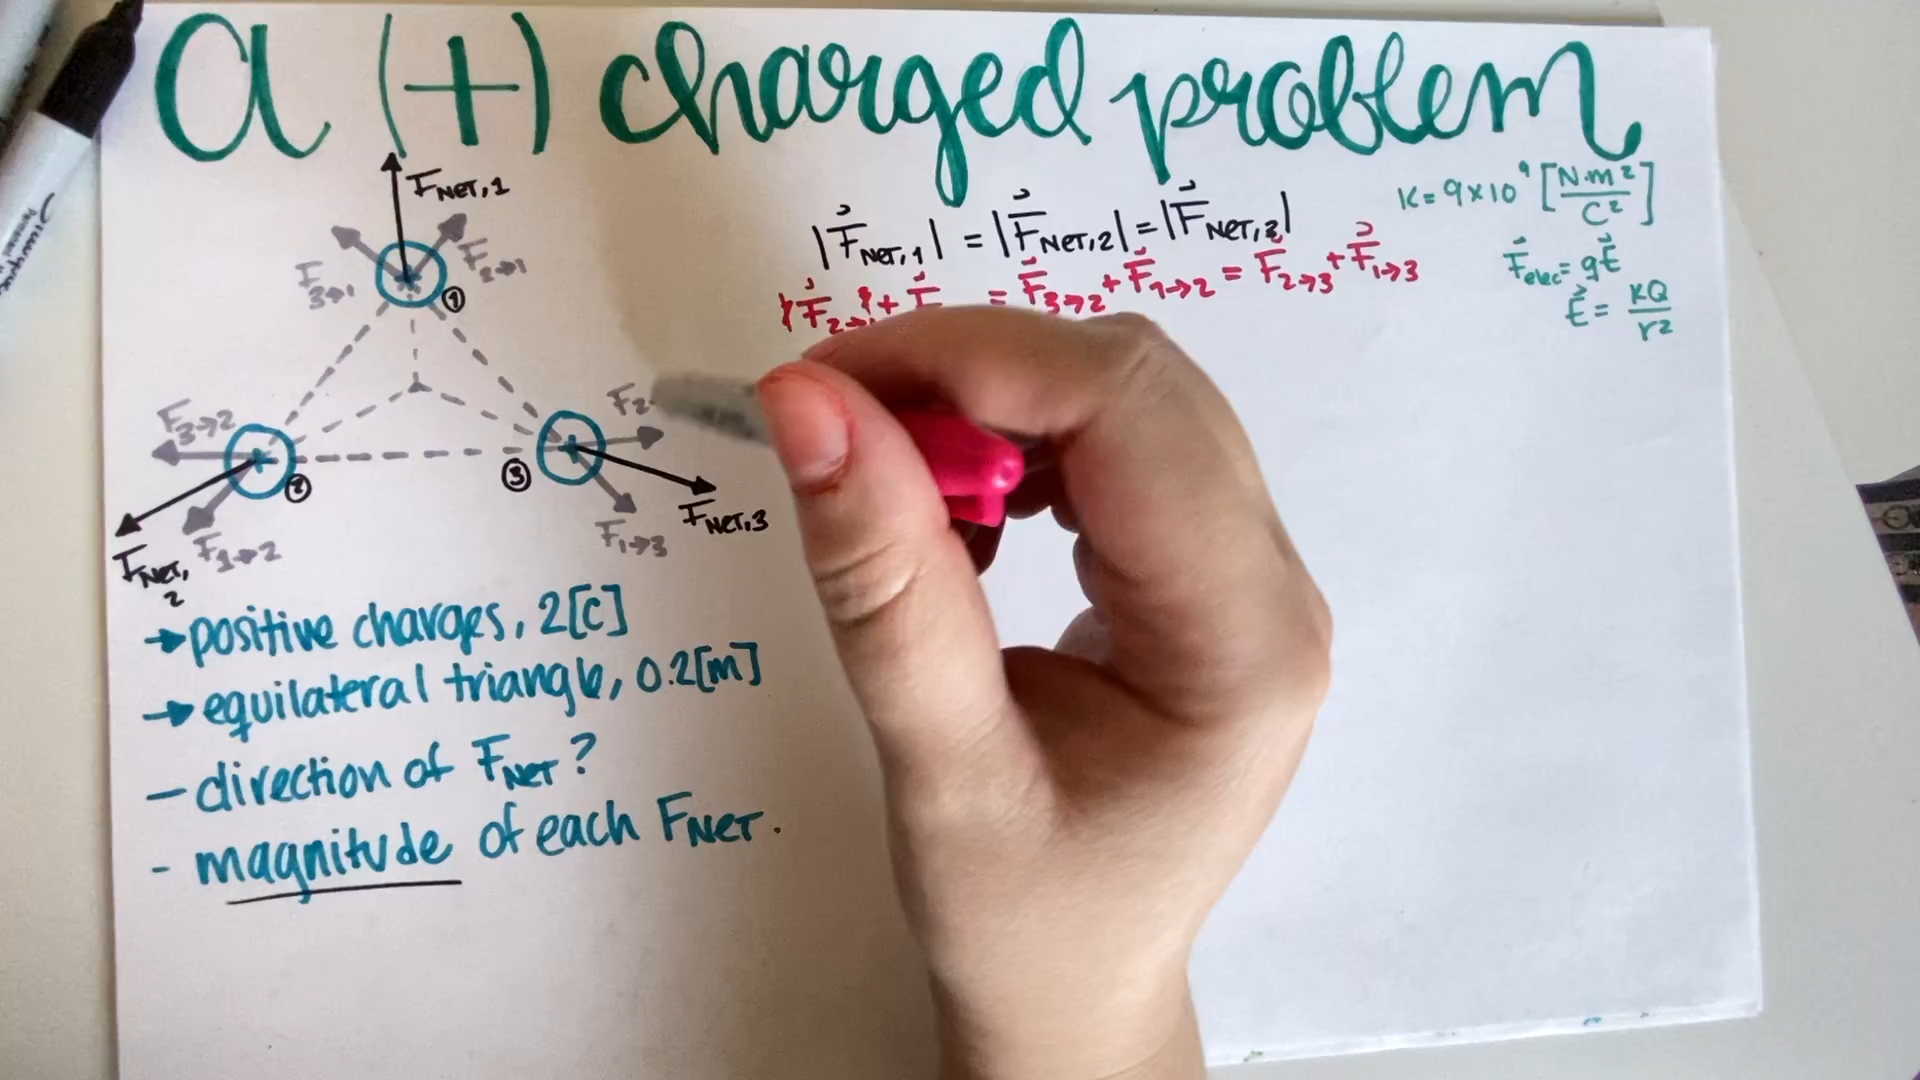 a (+) charged problem
F NET,1
F 3→1
F 2→1
1
F 3→2
2
F NET, 2
F 1→2
3
F 2
F 1→3
F NET,3
→ positive charges, 2[C]
→ equilateral triangle, 0.2[m]
- direction of F NET?
- magnitude of each F NET.
|F⃗ NET,1| = |F⃗ NET,2| = |F⃗ NET,3|
F⃗ 2→1 + F⃗ = F⃗ 3→2 + F⃗ 1→2 = F⃗ 2→3 + F⃗ 1→3
K = 9×10⁹ [N·m²/C²]
F⃗ elec = qE⃗
E⃗ = KQ/r²